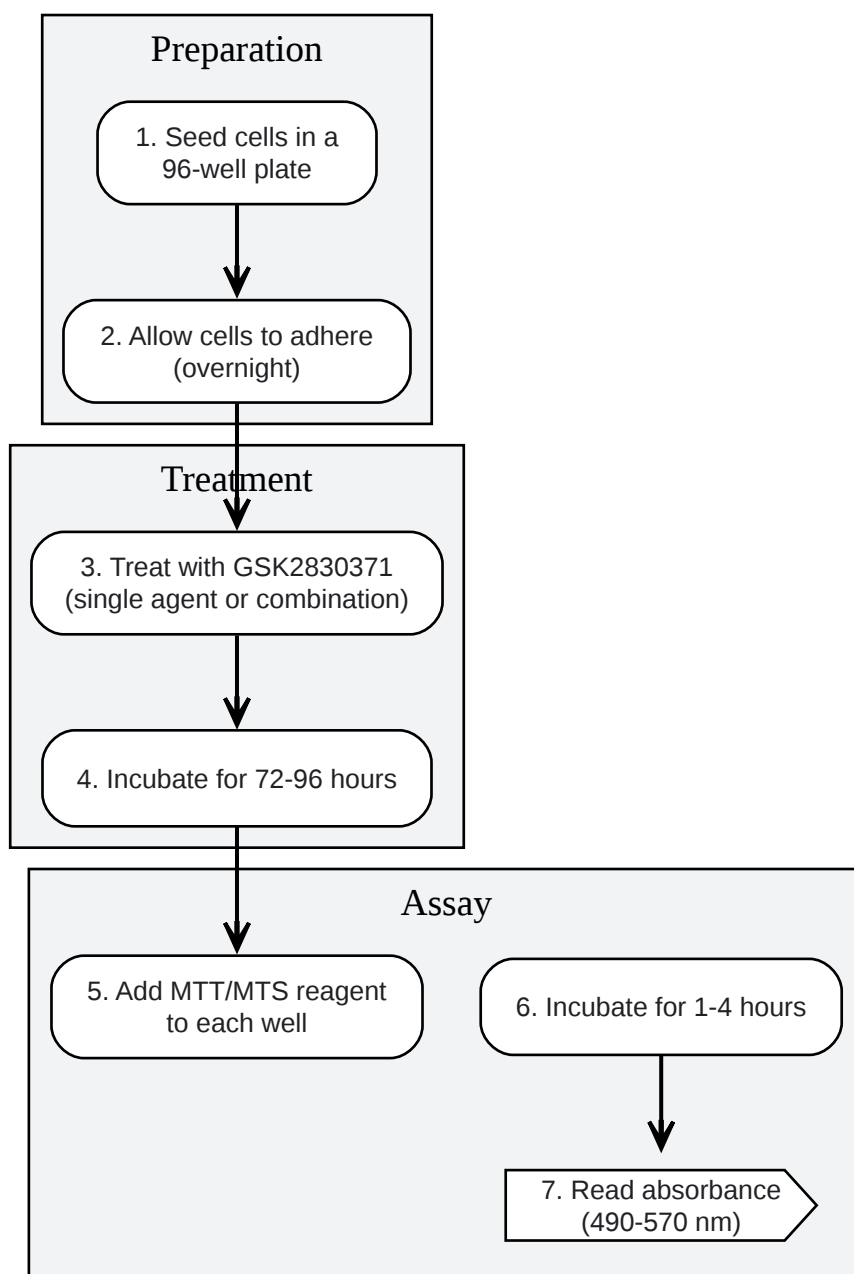 Preparation
1. Seed cells in a
96-well plate
2. Allow cells to adhere
(overnight)
Treatment
3. Treat with GSK2830371
(single agent or combination)
4. Incubate for 72-96 hours
Assay
5. Add MTT/MTS reagent
to each well
6. Incubate for 1-4 hours
7. Read absorbance
(490-570 nm)